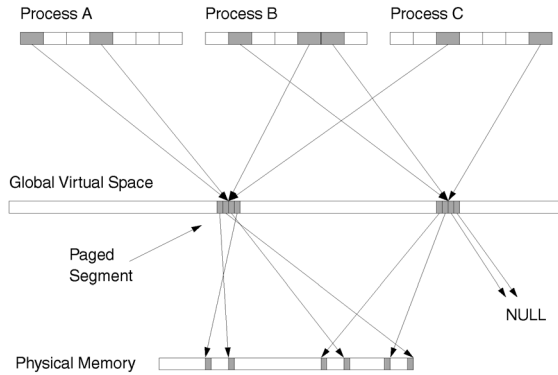 Process A
Process B
Process C
Global Virtual Space
Paged
Segment
NULL
Physical Memory